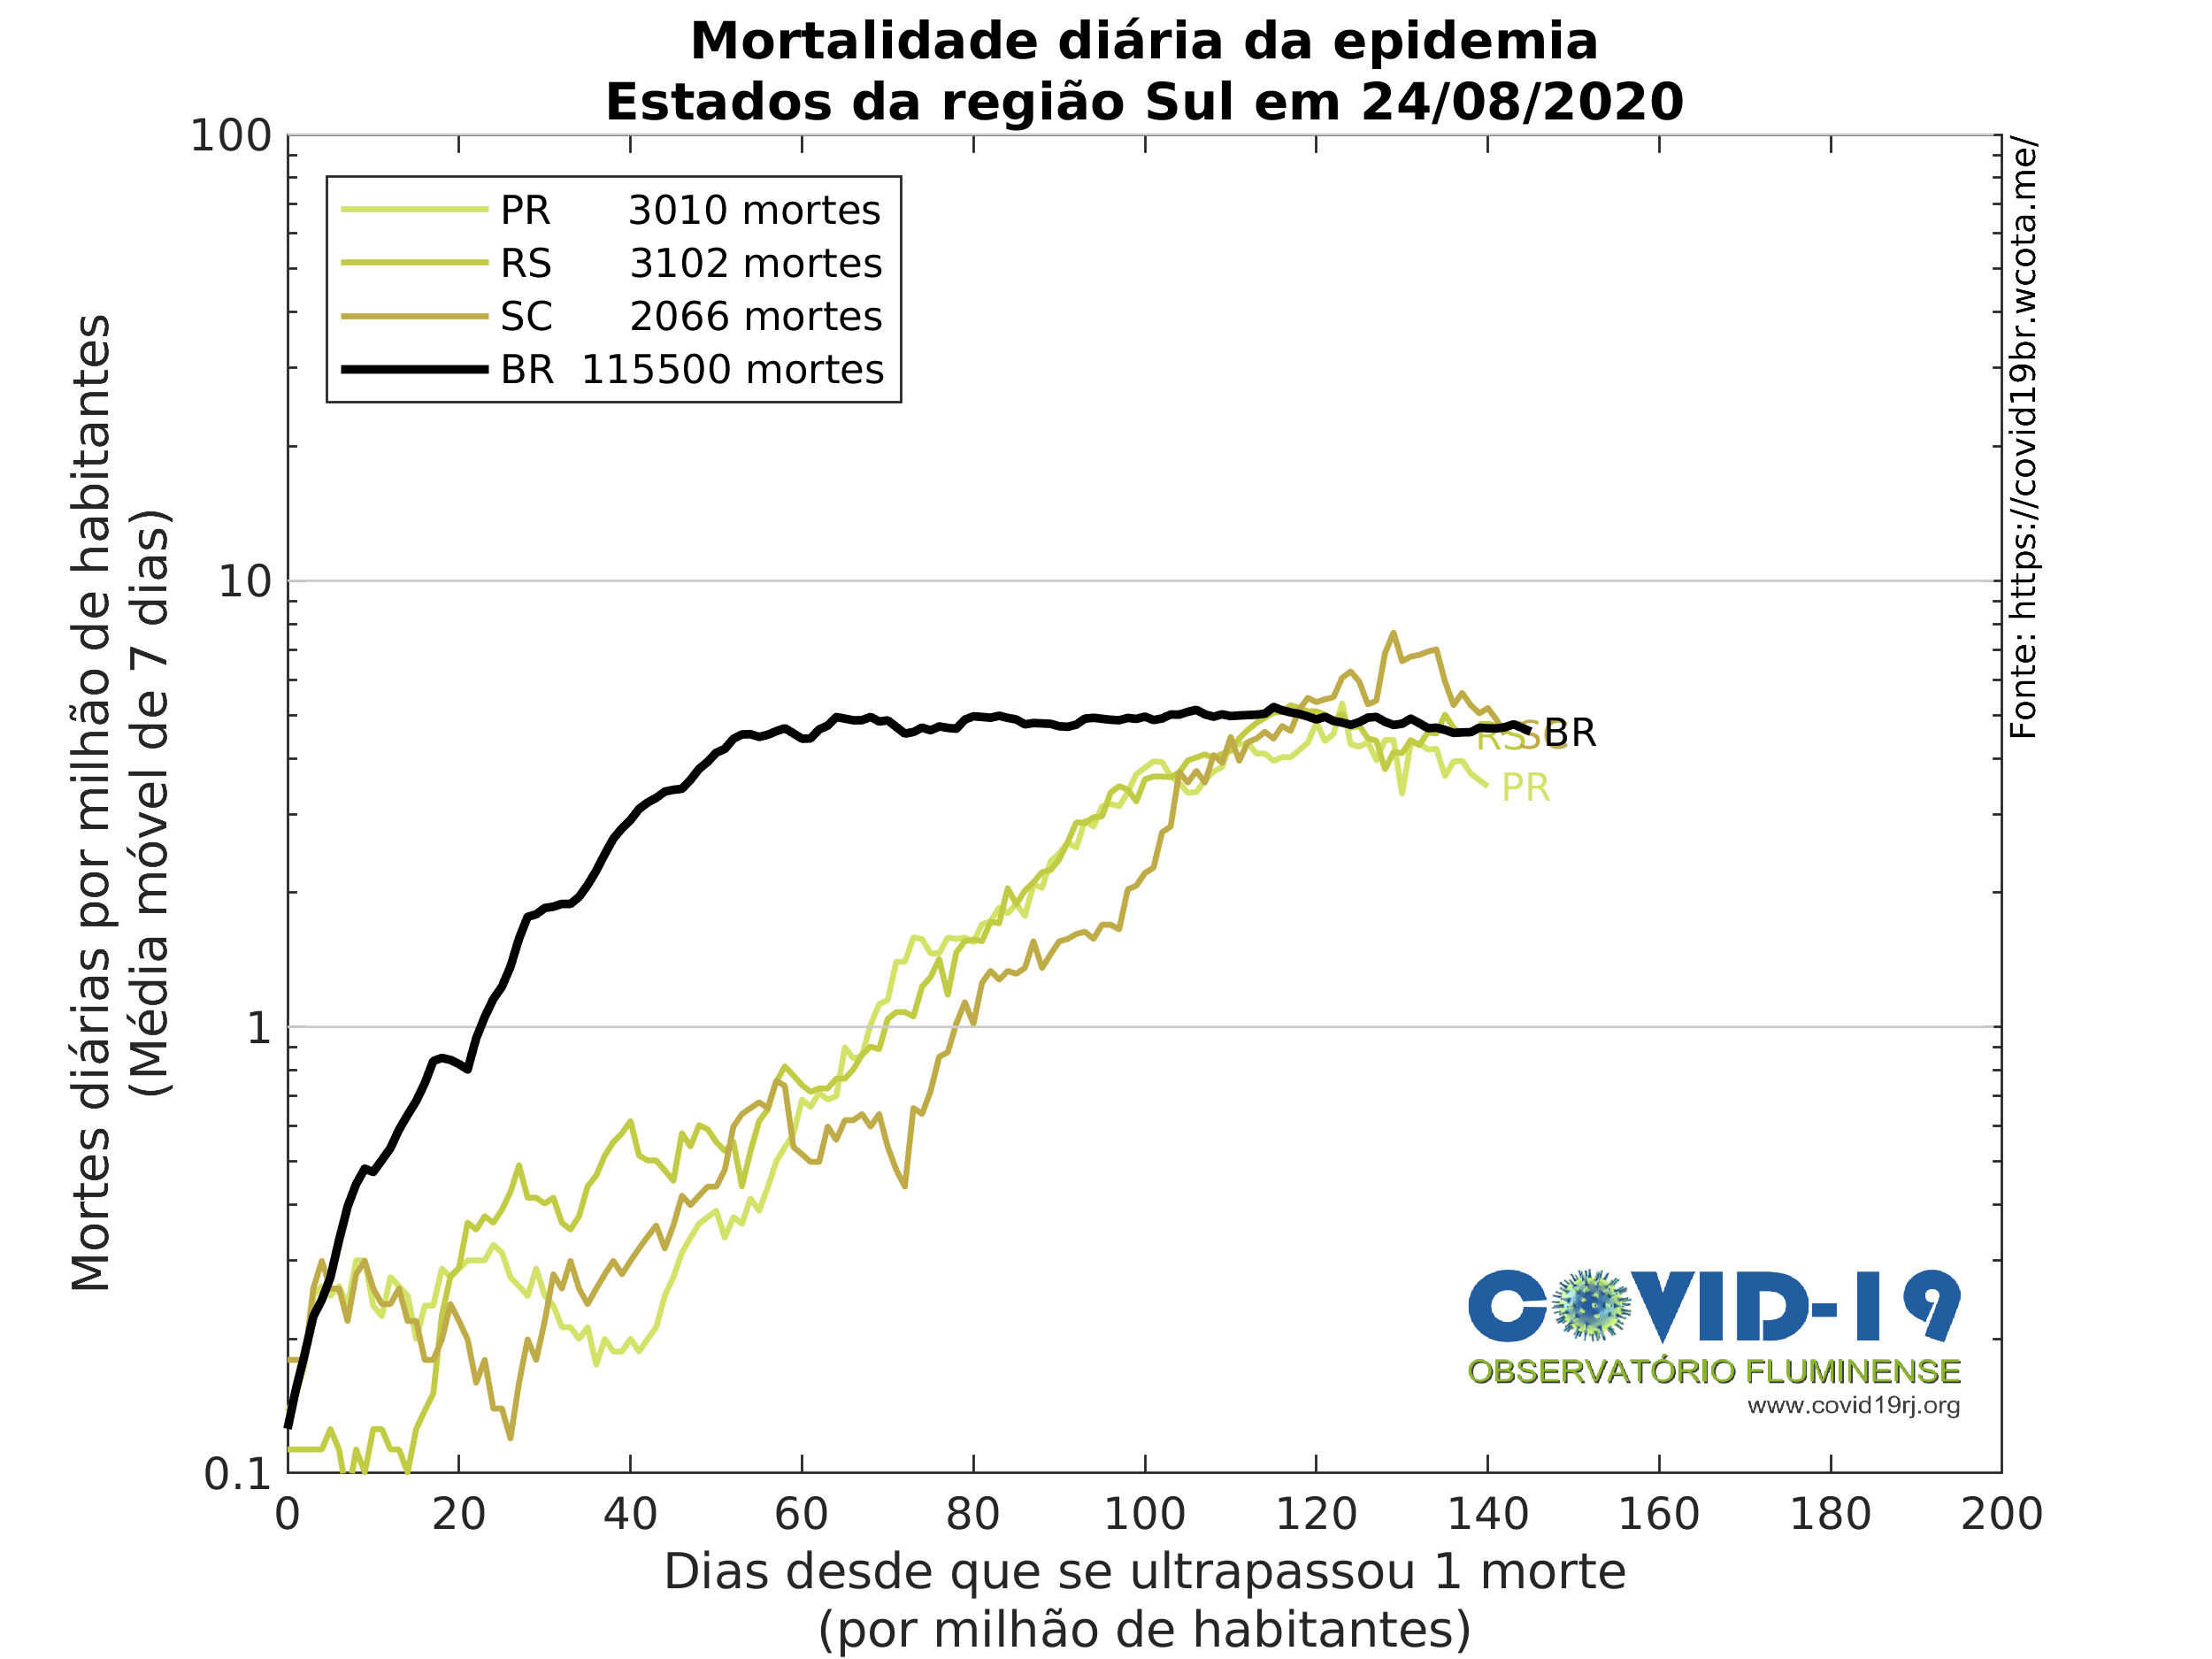 Mortalidade diária da epidemia
Estados da região Sul em 24/08/2020
Mortes diárias por milhão de habitantes
(Média móvel de 7 dias)
100
10
1
0.1
PR 3010 mortes
RS 3102 mortes
SC 2066 mortes
BR 115500 mortes
RS
SC
BR
PR
Fonte: https://covid19br.wcota.me/
COVID-19
OBSERVATÓRIO FLUMINENSE
www.covid19rj.org
0 20 40 60 80 100 120 140 160 180 200
Dias desde que se ultrapassou 1 morte
(por milhão de habitantes)